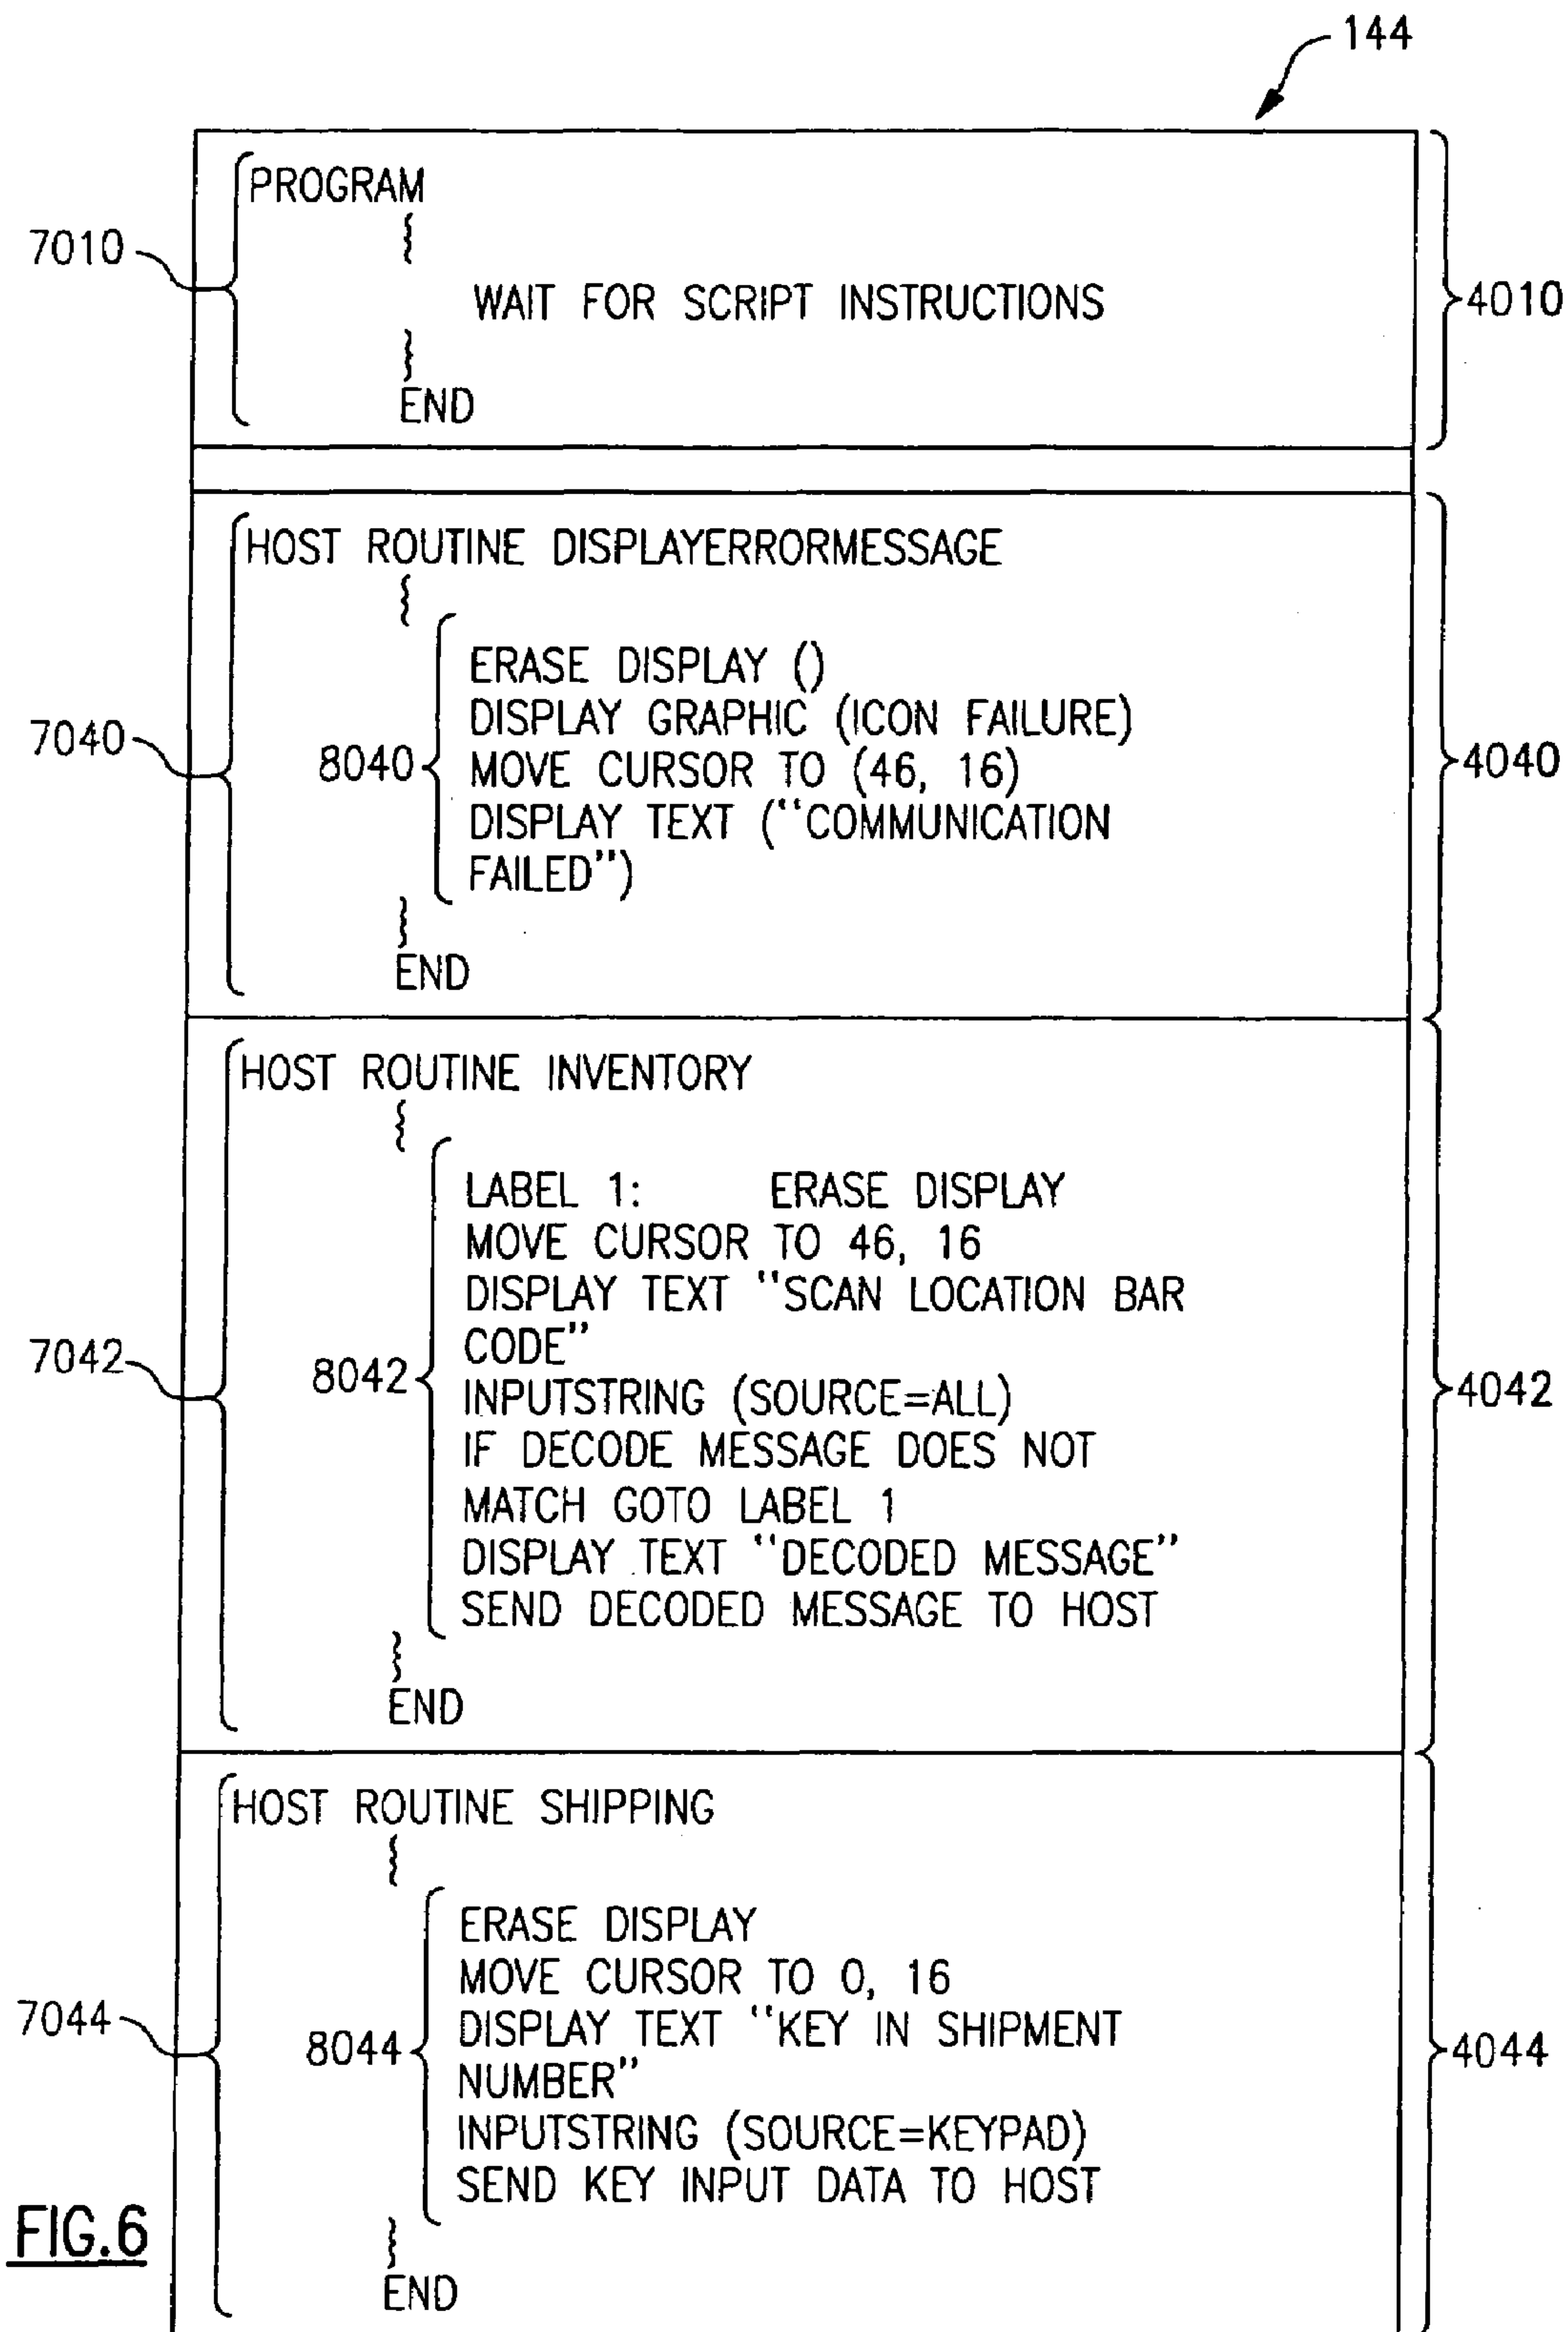 144
PROGRAM
7010
WAIT FOR SCRIPT INSTRUCTIONS
4010
END
HOST ROUTINE DISPLAYERRORMESSAGE
ERASE DISPLAY ()
DISPLAY GRAPHIC (ICON FAILURE)
7040
8040
MOVE CURSOR TO (46, 16)
4040
DISPLAY TEXT ("COMMUNICATION
FAILED")
END
HOST ROUTINE INVENTORY
LABEL 1: ERASE DISPLAY
MOVE CURSOR TO 46, 16
DISPLAY TEXT "SCAN LOCATION BAR
CODE"
7042
8042
INPUTSTRING (SOURCE=ALL)
4042
IF DECODE MESSAGE DOES NOT
MATCH GOTO LABEL 1
DISPLAY TEXT "DECODED MESSAGE"
SEND DECODED MESSAGE TO HOST
END
HOST ROUTINE SHIPPING
ERASE DISPLAY
MOVE CURSOR TO 0, 16
7044
8044
DISPLAY TEXT "KEY IN SHIPMENT
NUMBER"
4044
INPUTSTRING (SOURCE=KEYPAD)
SEND KEY INPUT DATA TO HOST
END
FIG.6